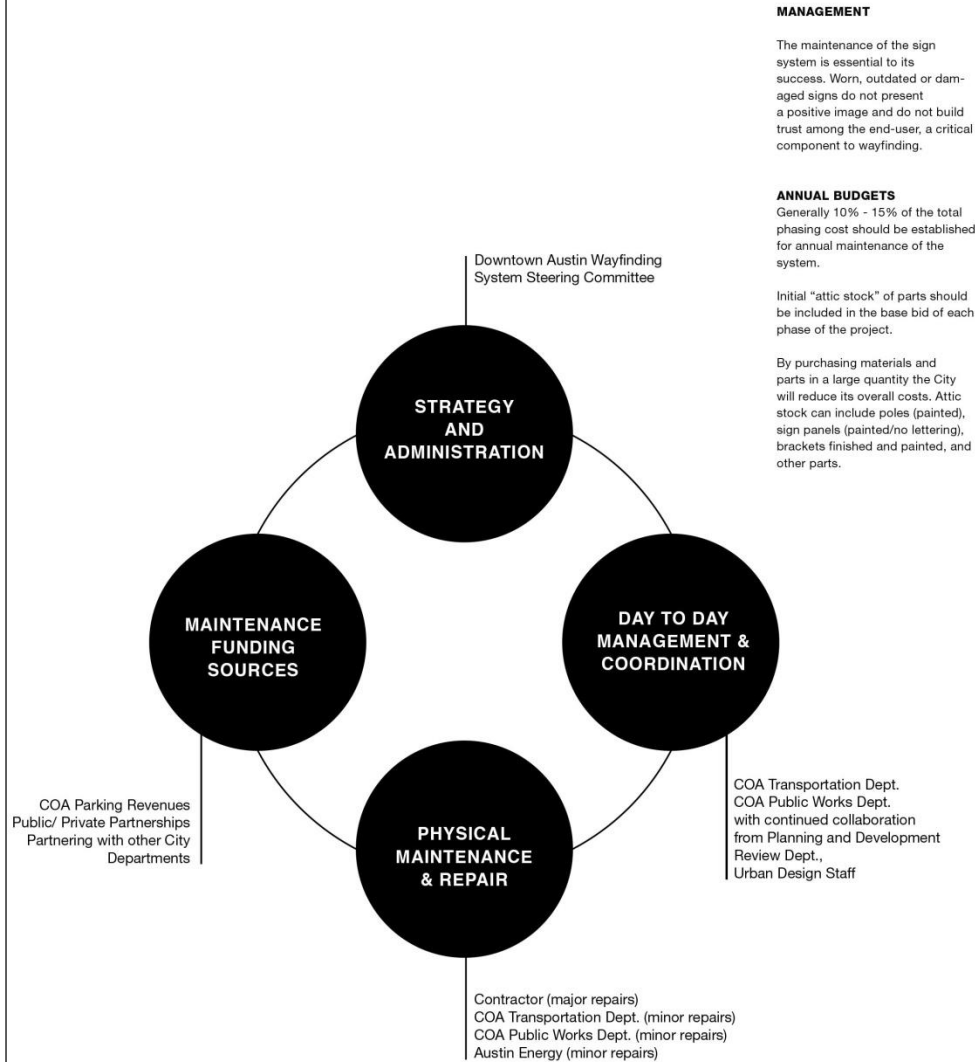 MANAGEMENT
The maintenance of the sign
system is essential to its
success. Worn, outdated or dam-
aged signs do not present
a positive image and do not build
trust among the end-user, a critical
component to wayfinding.
ANNUAL BUDGETS
Generally 10% - 15% of the total
phasing cost should be established
for annual maintenance of the
system.
Initial “attic stock” of parts should
be included in the base bid of each
phase of the project.
By purchasing materials and
parts in a large quantity the City
will reduce its overall costs. Attic
stock can include poles (painted),
sign panels (painted/no lettering),
brackets finished and painted, and
other parts.
Downtown Austin Wayfinding
System Steering Committee
STRATEGY
AND
ADMINISTRATION
MAINTENANCE
FUNDING
SOURCES
DAY TO DAY
MANAGEMENT &
COORDINATION
COA Parking Revenues
Public/ Private Partnerships
Partnering with other City
Departments
PHYSICAL
MAINTENANCE
& REPAIR
COA Transportation Dept.
COA Public Works Dept.
with continued collaboration
from Planning and Development
Review Dept.,
Urban Design Staff
Contractor (major repairs)
COA Transportation Dept. (minor repairs)
COA Public Works Dept. (minor repairs)
Austin Energy (minor repairs)